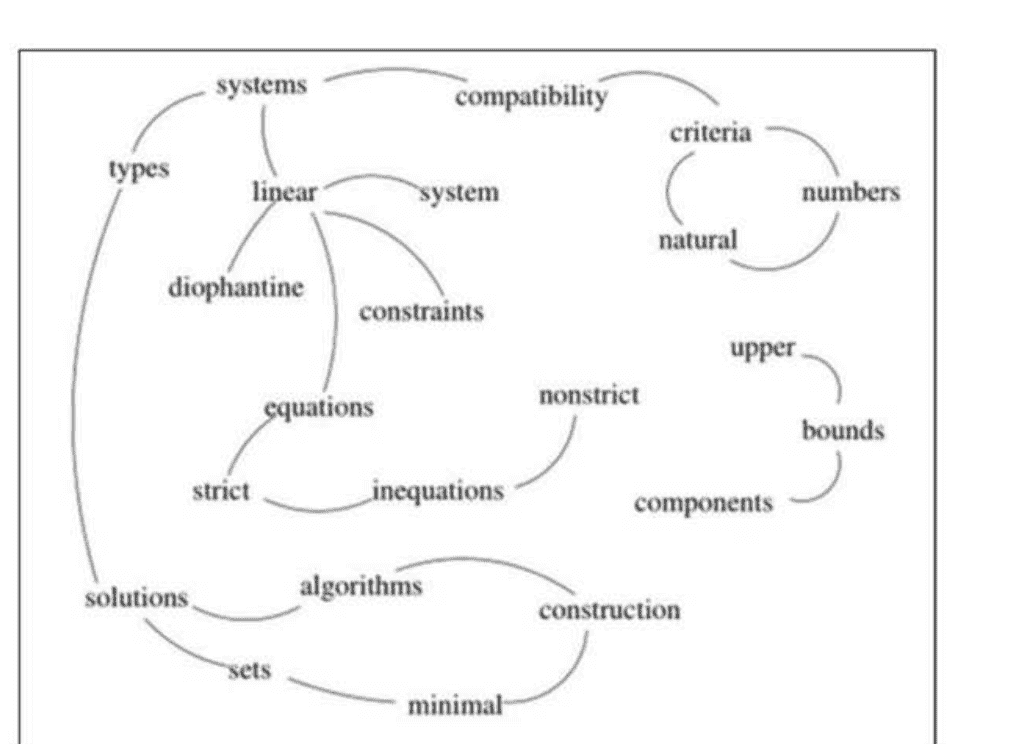 systems
compatibility
criteria
types
linear
system
numbers
natural
diophantine
constraints
upper
equations
nonstrict
bounds
strict
inequations
components
solutions
algorithms
construction
sets
minimal